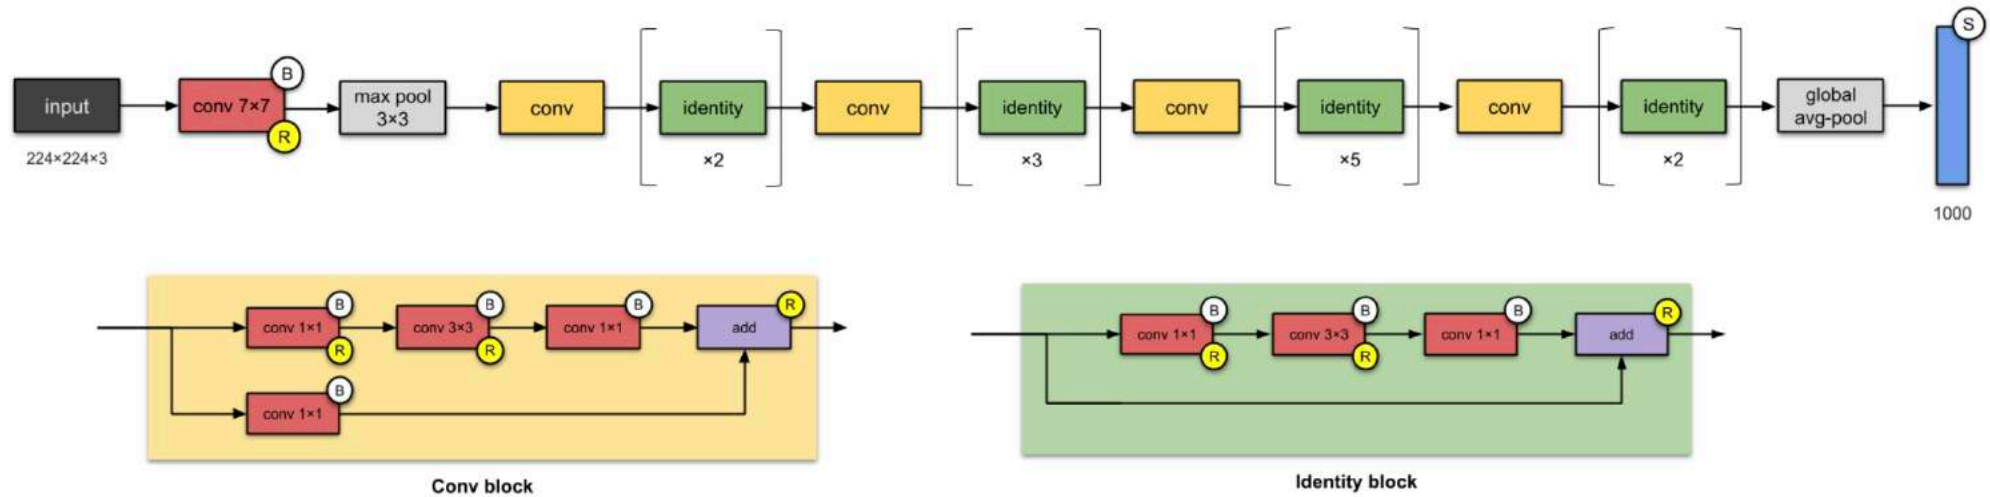 S
B
input
conv 7×7
max pool
3×3
conv
identity
conv
identity
conv
identity
conv
identity
global
avg-pool
R
224×224×3
×2
×3
×5
×2
1000
B
B
B
R
conv 1×1
conv 3×3
conv 1×1
add
R
R
B
conv 1×1
Conv block
B
B
B
R
conv 1×1
conv 3×3
conv 1×1
add
R
R
Identity block